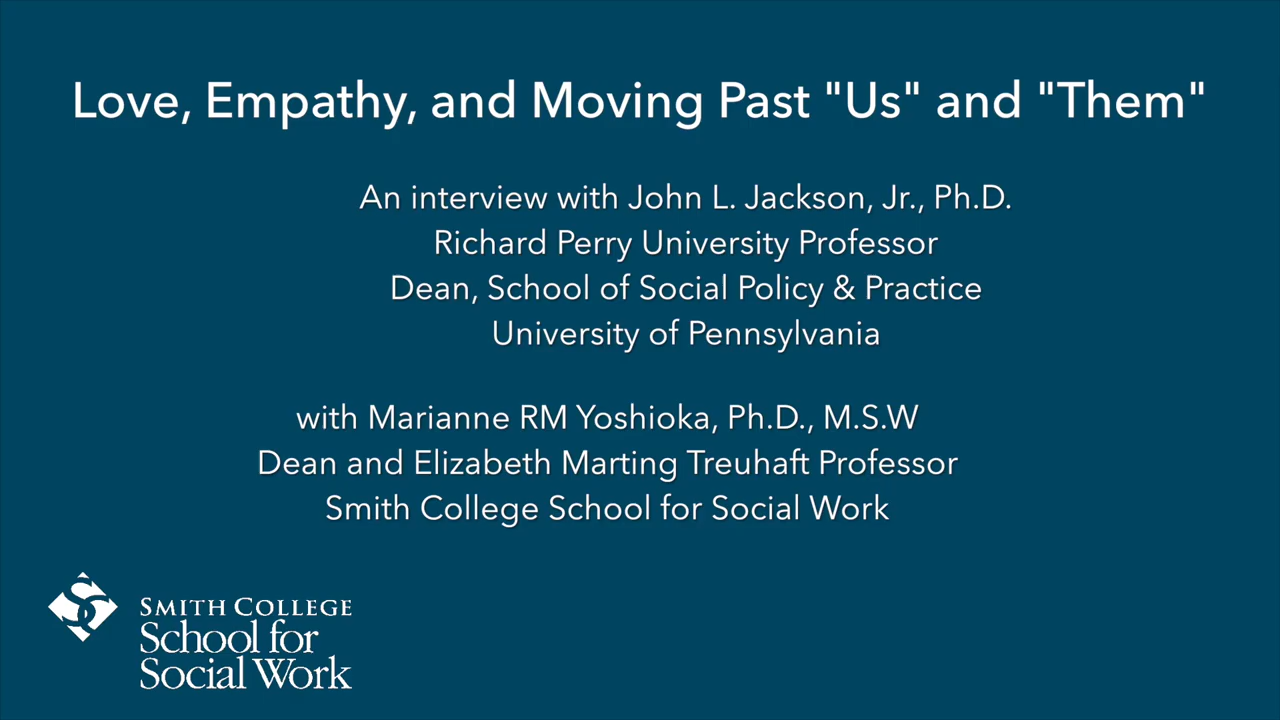 Love, Empathy, and Moving Past "Us" and "Them"
An interview with John L. Jackson, Jr., Ph.D.
Richard Perry University Professor
Dean, School of Social Policy & Practice
University of Pennsylvania
with Marianne RM Yoshioka, Ph.D., M.S.W
Dean and Elizabeth Marting Treuhaft Professor
Smith College School for Social Work
SMITH COLLEGE
School for
Social Work